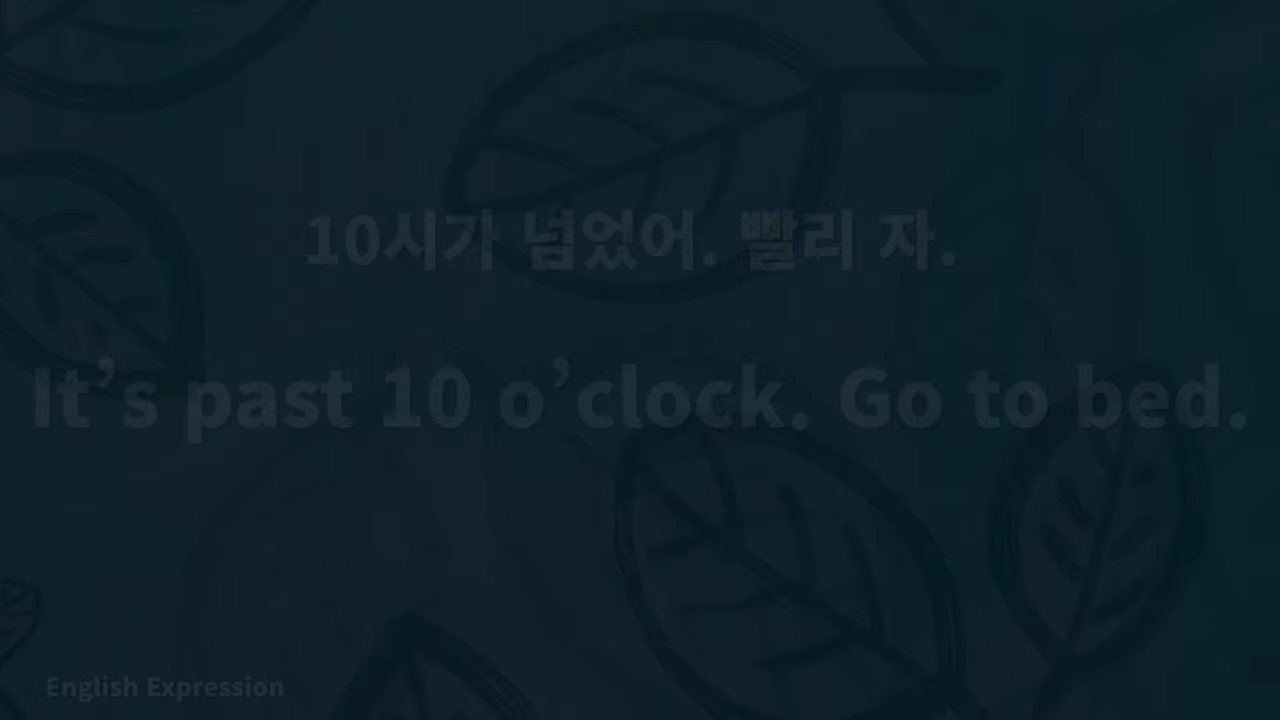 10시가 넘었어. 빨리 자.
It’s past 10 o’clock. Go to bed.
English Expression